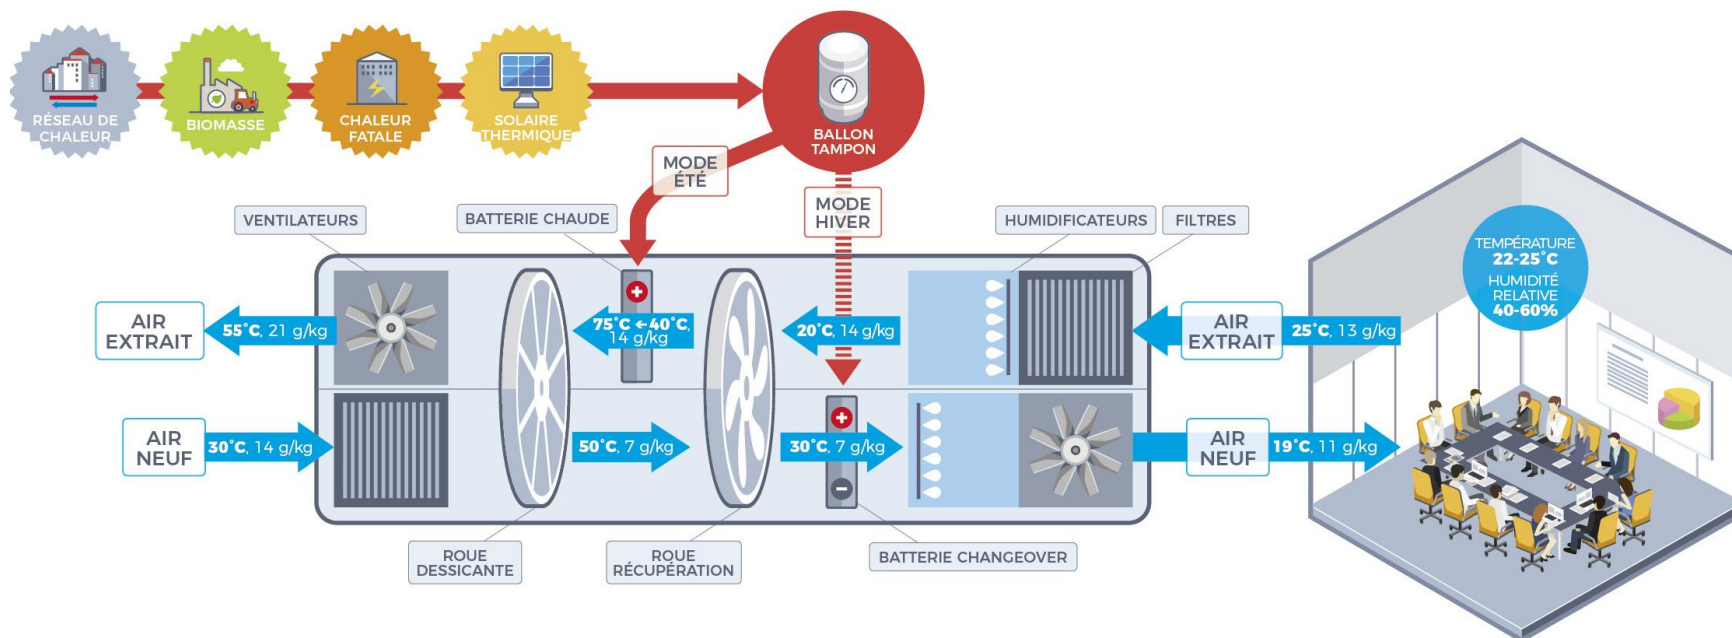 RÉSEAU DE
CHALEUR
BIOMASSE
CHALEUR
FATALE
SOLAIRE
THERMIQUE
BALLON
TAMPON
MODE
ÉTÉ
MODE
HIVER
VENTILATEURS
BATTERIE CHAUDE
HUMIDIFICATEURS
FILTRES
TEMPÉRATURE
22-25°C
HUMIDITÉ
RELATIVE
40-60%
AIR
EXTRAIT
55°C, 21 g/kg
75°C ←40°C,
14 g/kg
20°C, 14 g/kg
AIR
EXTRAIT
25°C, 13 g/kg
AIR
NEUF
30°C, 14 g/kg
50°C, 7 g/kg
30°C, 7 g/kg
AIR
NEUF
19°C, 11 g/kg
ROUE
DESSICANTE
ROUE
RÉCUPÉRATION
BATTERIE CHANGEOVER